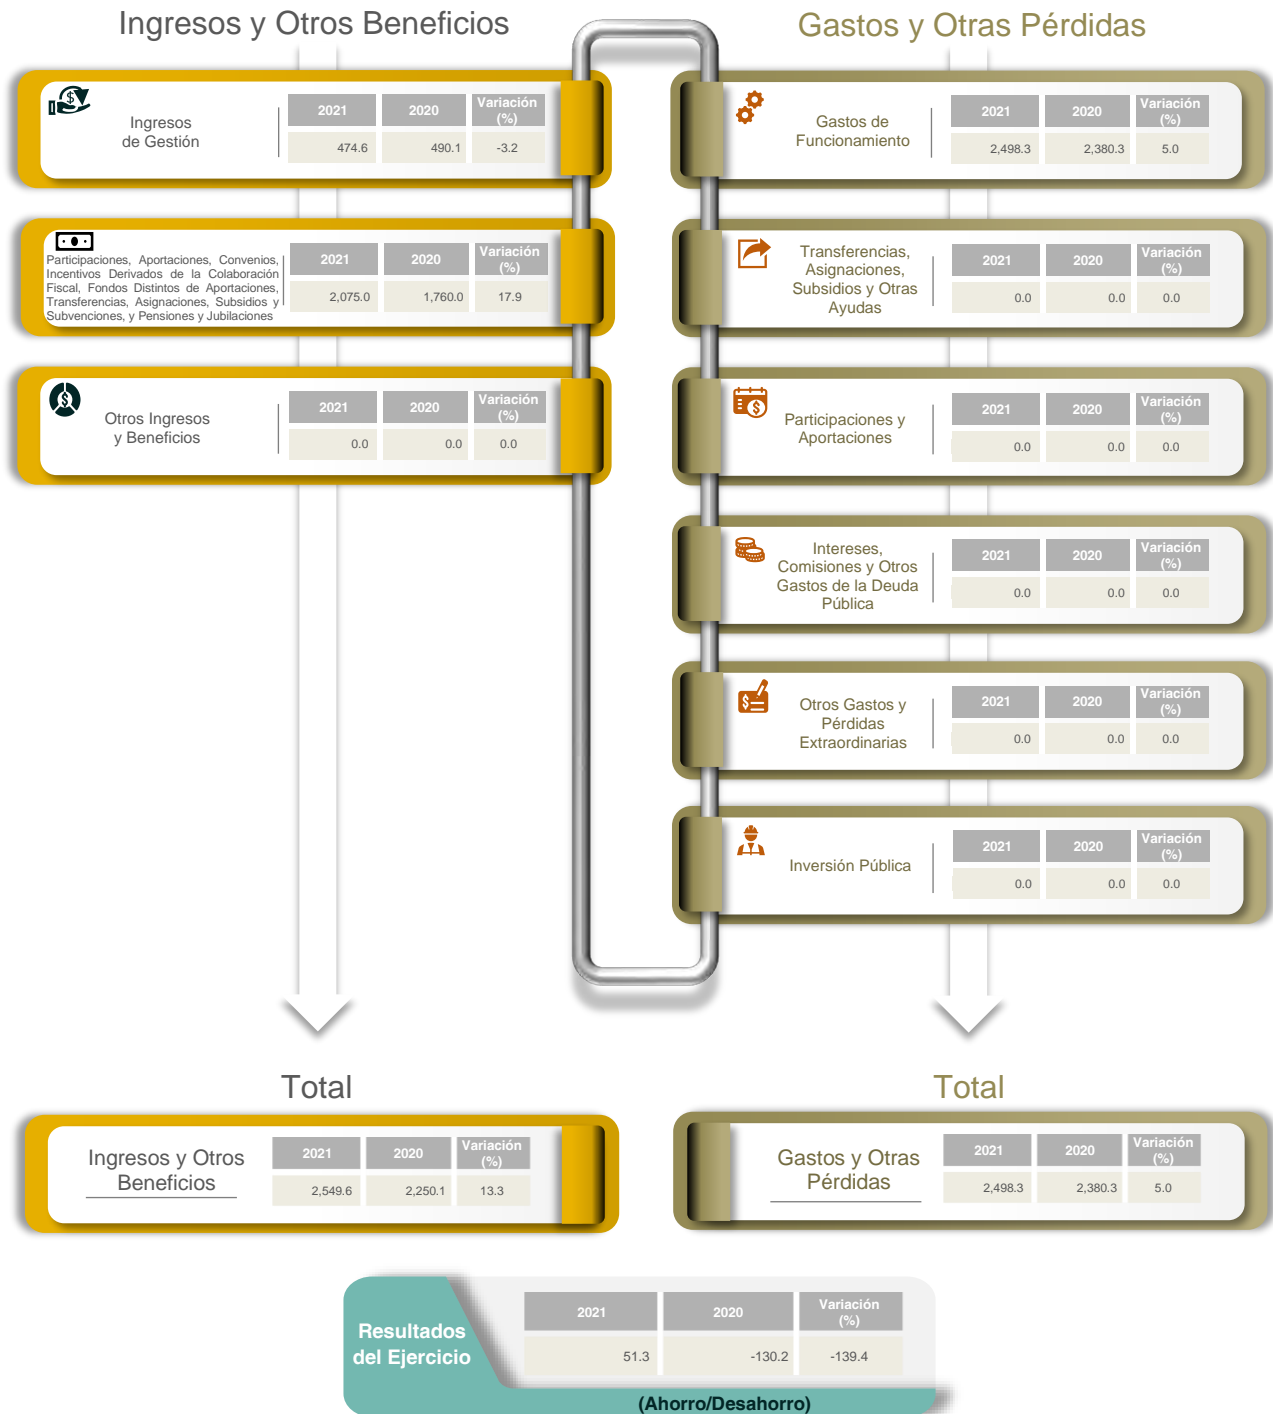 Ingresos y Otros Beneficios
Ingresos
de Gestión
2021 2020 Variación
(%)
474.6 490.1 -3.2
Participaciones, Aportaciones, Convenios,
Incentivos Derivados de la Colaboración
Fiscal, Fondos Distintos de Aportaciones,
Transferencias, Asignaciones, Subsidios y
Subvenciones, y Pensiones y Jubilaciones
2021 2020 Variación
(%)
2,075.0 1,760.0 17.9
Otros Ingresos
y Beneficios
2021 2020 Variación
(%)
0.0 0.0 0.0
Gastos y Otras Pérdidas
Gastos de
Funcionamiento
2021 2020 Variación
(%)
2,498.3 2,380.3 5.0
Transferencias,
Asignaciones,
Subsidios y Otras
Ayudas
2021 2020 Variación
(%)
0.0 0.0 0.0
Participaciones y
Aportaciones
2021 2020 Variación
(%)
0.0 0.0 0.0
Intereses,
Comisiones y Otros
Gastos de la Deuda
Pública
2021 2020 Variación
(%)
0.0 0.0 0.0
Otros Gastos y
Pérdidas
Extraordinarias
2021 2020 Variación
(%)
0.0 0.0 0.0
Inversión Pública
2021 2020 Variación
(%)
0.0 0.0 0.0
Total
Ingresos y Otros
Beneficios
2021 2020 Variación
(%)
2,549.6 2,250.1 13.3
Total
Gastos y Otras
Pérdidas
2021 2020 Variación
(%)
2,498.3 2,380.3 5.0
Resultados
del Ejercicio
2021 2020 Variación
(%)
51.3 -130.2 -139.4
(Ahorro/Desahorro)